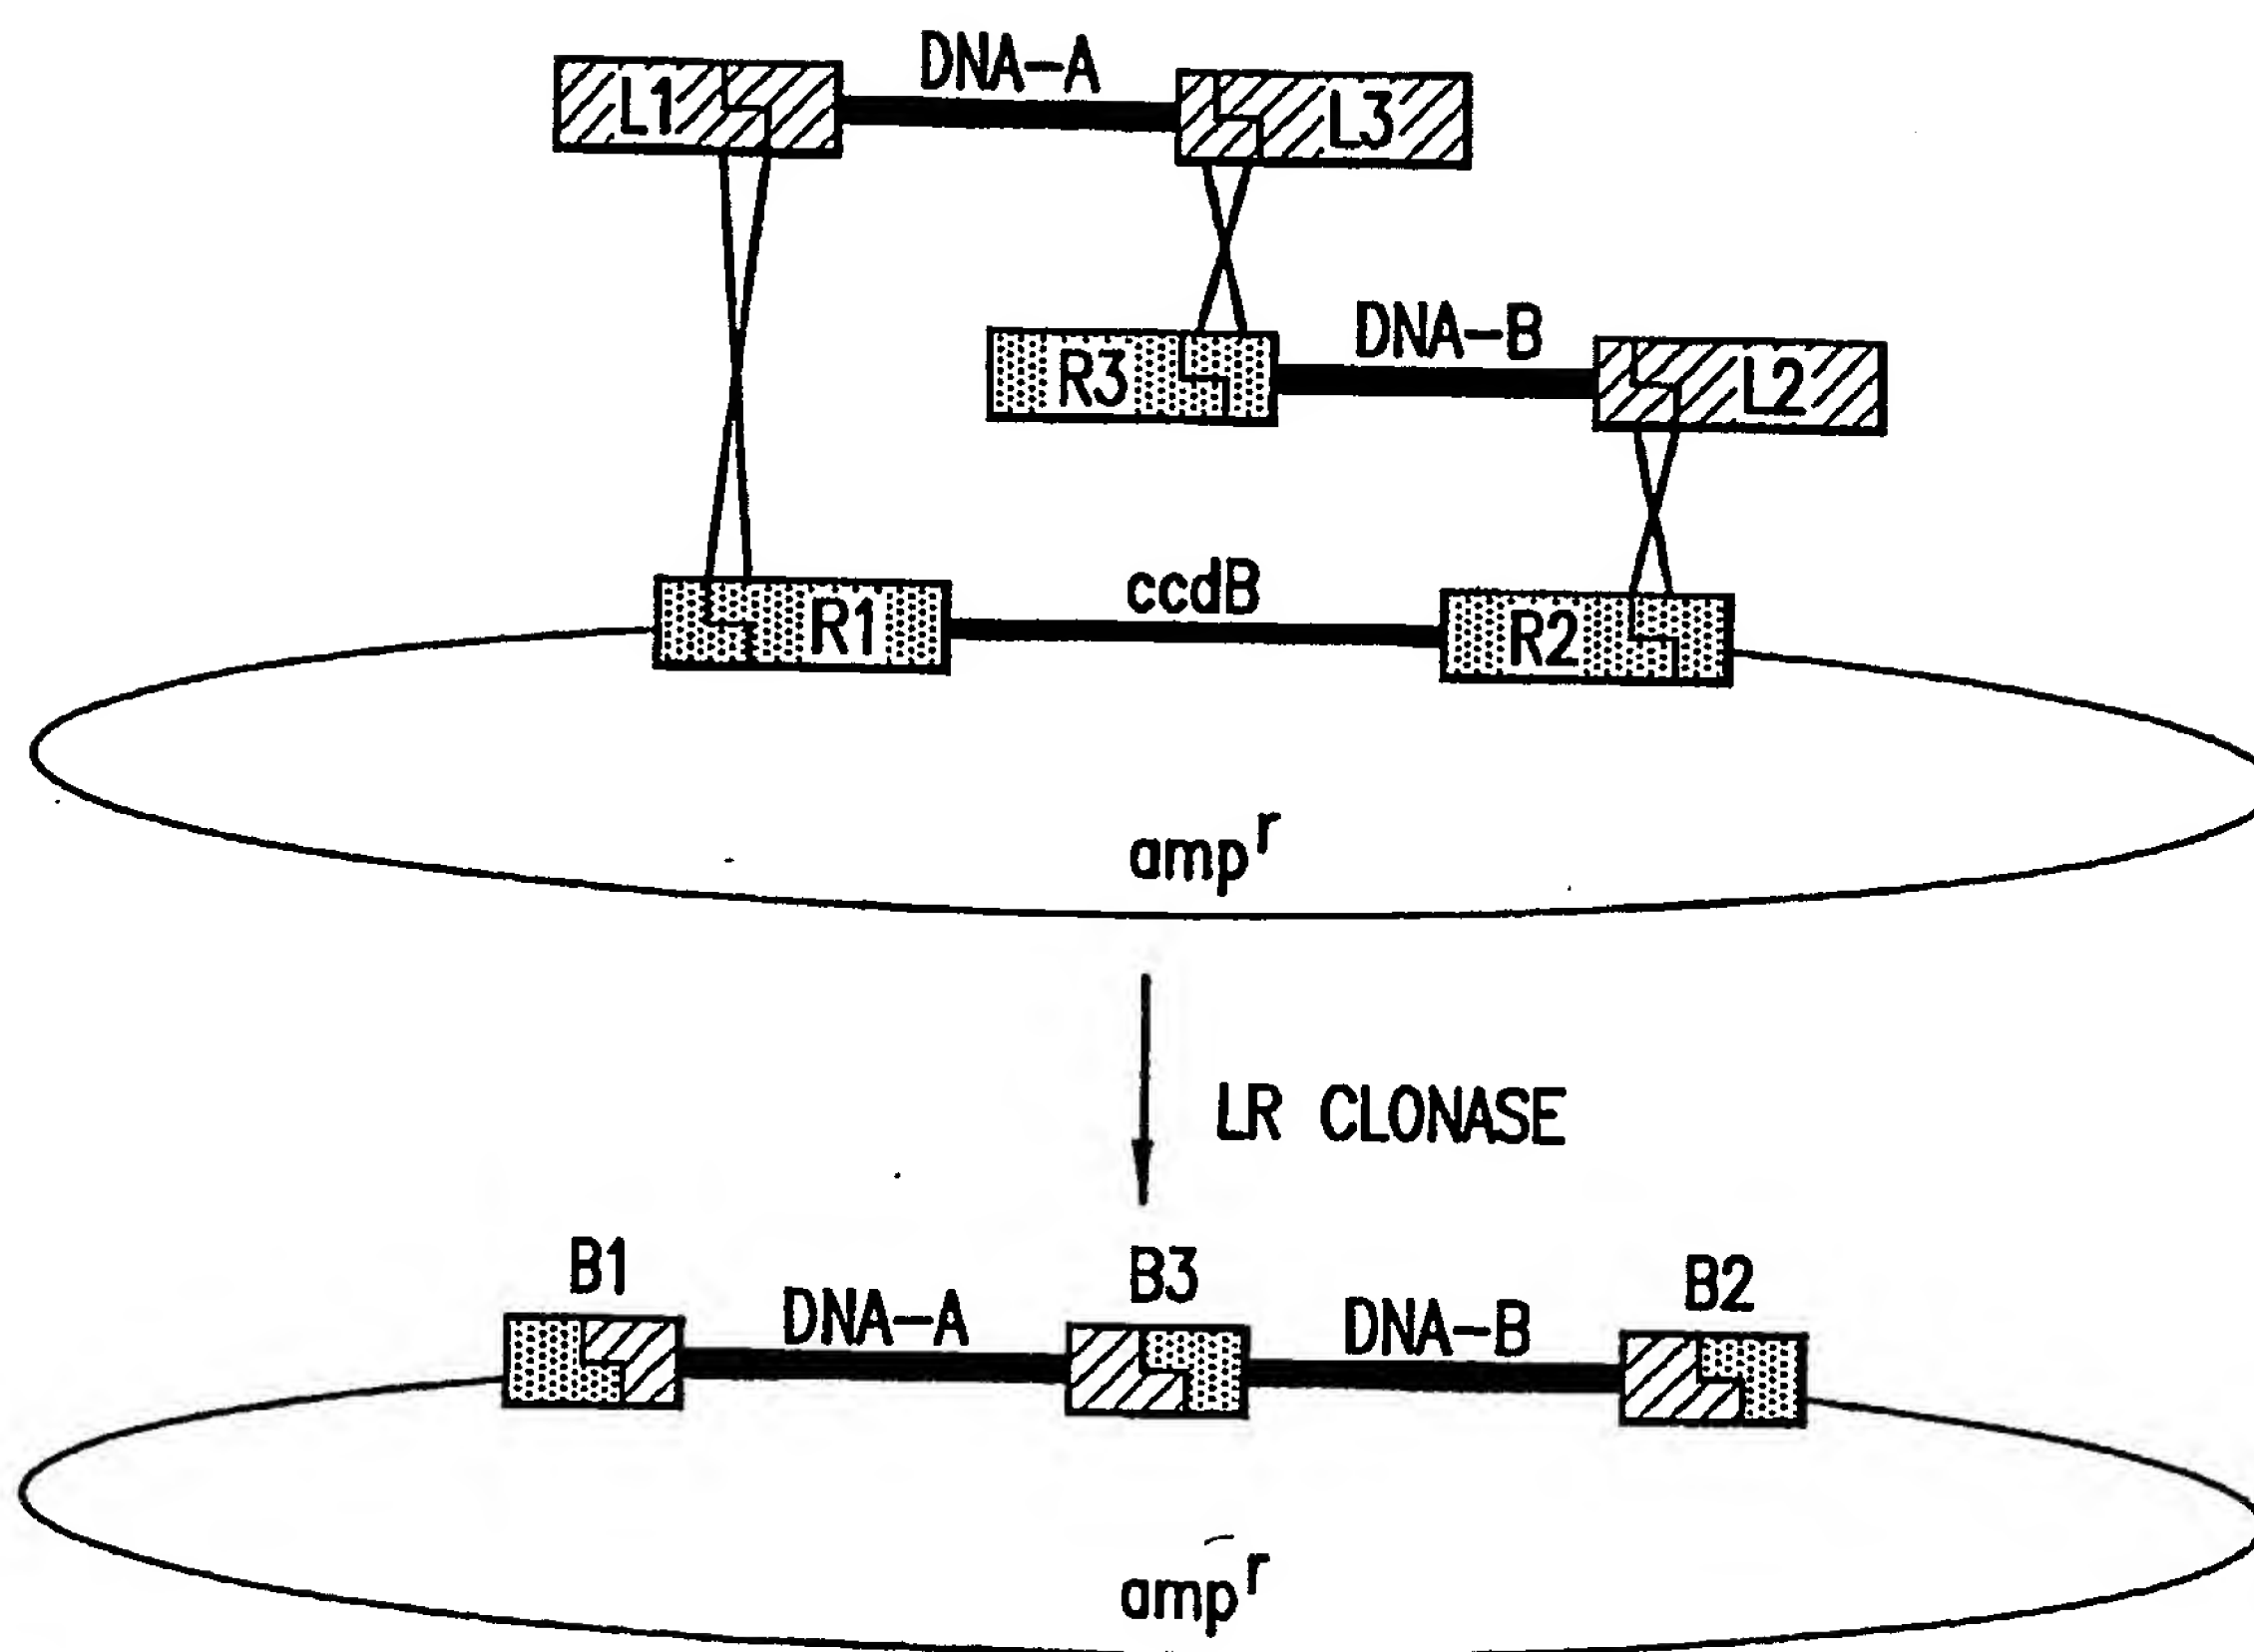 DNA-A
L1
L3
DNA-B
R3
L2
ccdB
R1
R2
amp^r
LR CLONASE
B1
B3
B2
DNA-A
DNA-B
amp^r